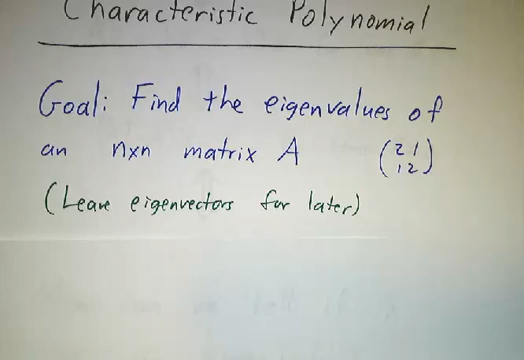 Characteristic Polynomial
Goal: Find the eigenvalues of
an nxn matrix A (2 1
1 2)
(Leave eigenvectors for later)